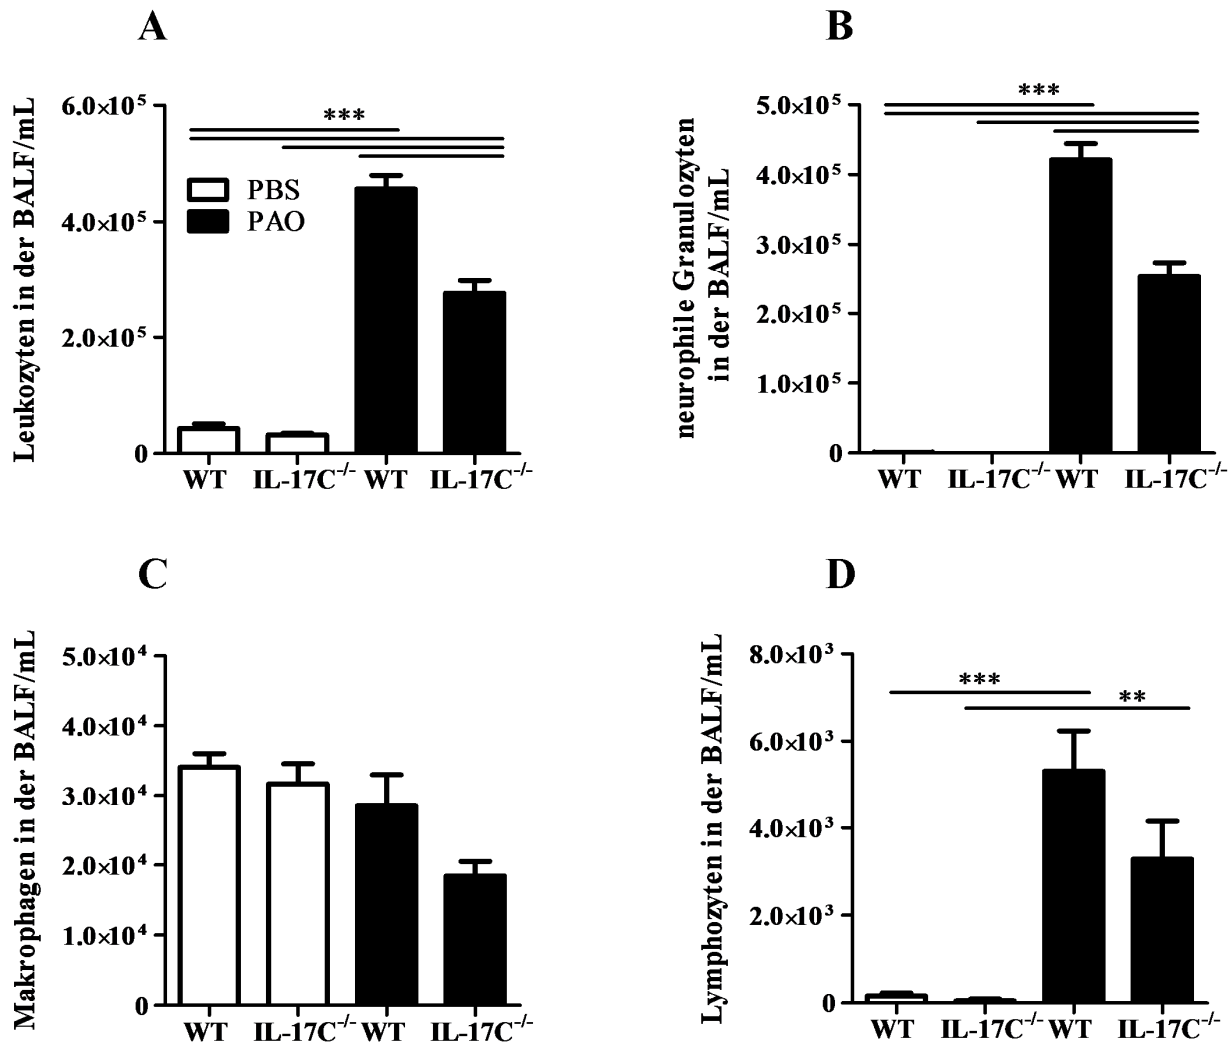 A
Leukozyten in der BALF/mL
6.0×10⁵
4.0×10⁵
2.0×10⁵
0
***
PBS
PAO
WT IL-17C⁻/⁻ WT IL-17C⁻/⁻
B
neurophile Granulozyten
in der BALF/mL
5.0×10⁵
4.0×10⁵
3.0×10⁵
2.0×10⁵
1.0×10⁵
0
***
WT IL-17C⁻/⁻ WT IL-17C⁻/⁻
C
Makrophagen in der BALF/mL
5.0×10⁴
4.0×10⁴
3.0×10⁴
2.0×10⁴
1.0×10⁴
0
WT IL-17C⁻/⁻ WT IL-17C⁻/⁻
D
Lymphozyten in der BALF/mL
8.0×10³
6.0×10³
4.0×10³
2.0×10³
0
***
**
WT IL-17C⁻/⁻ WT IL-17C⁻/⁻